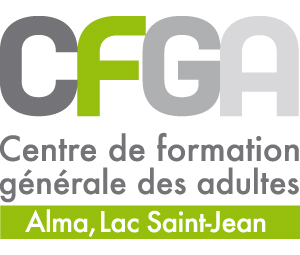 CFGA
Centre de formation
générale des adultes
Alma, Lac Saint-Jean